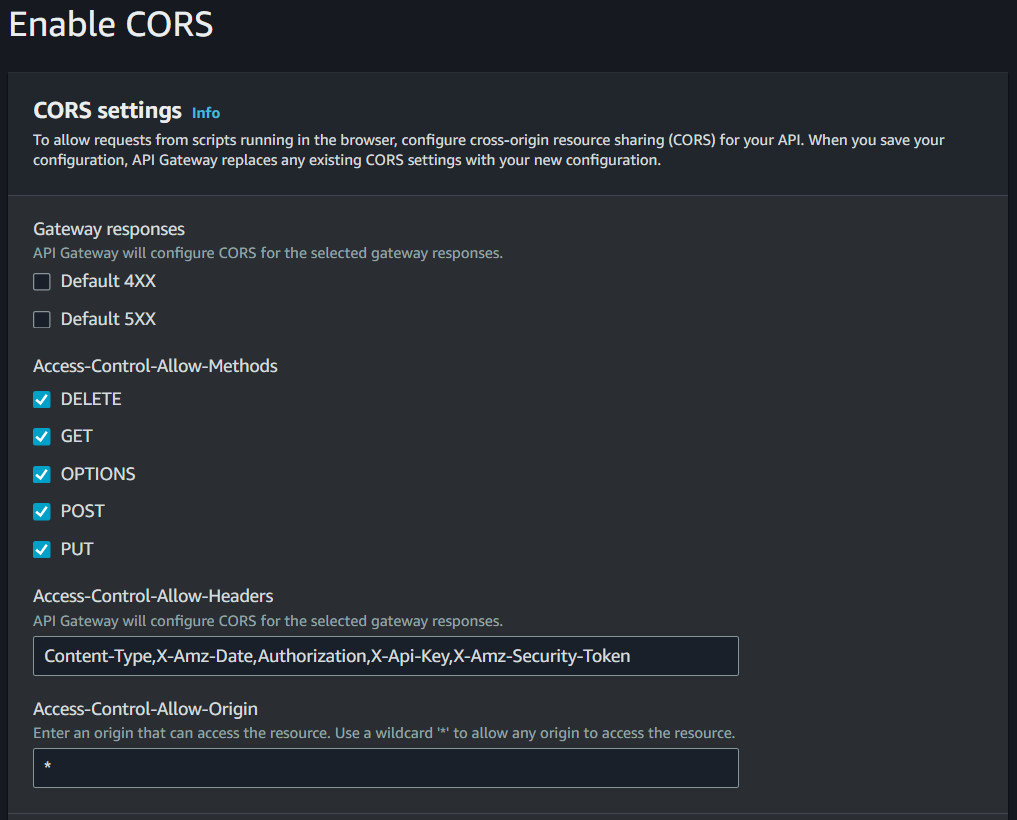 Enable CORS
CORS settings Info
To allow requests from scripts running in the browser, configure cross-origin resource sharing (CORS) for your API. When you save your
configuration, API Gateway replaces any existing CORS settings with your new configuration.
Gateway responses
API Gateway will configure CORS for the selected gateway responses.
Default 4XX
Default 5XX
Access-Control-Allow-Methods
DELETE
GET
OPTIONS
POST
PUT
Access-Control-Allow-Headers
API Gateway will configure CORS for the selected gateway responses.
Content-Type,X-Amz-Date,Authorization,X-Api-Key,X-Amz-Security-Token
Access-Control-Allow-Origin
Enter an origin that can access the resource. Use a wildcard '*' to allow any origin to access the resource.
*